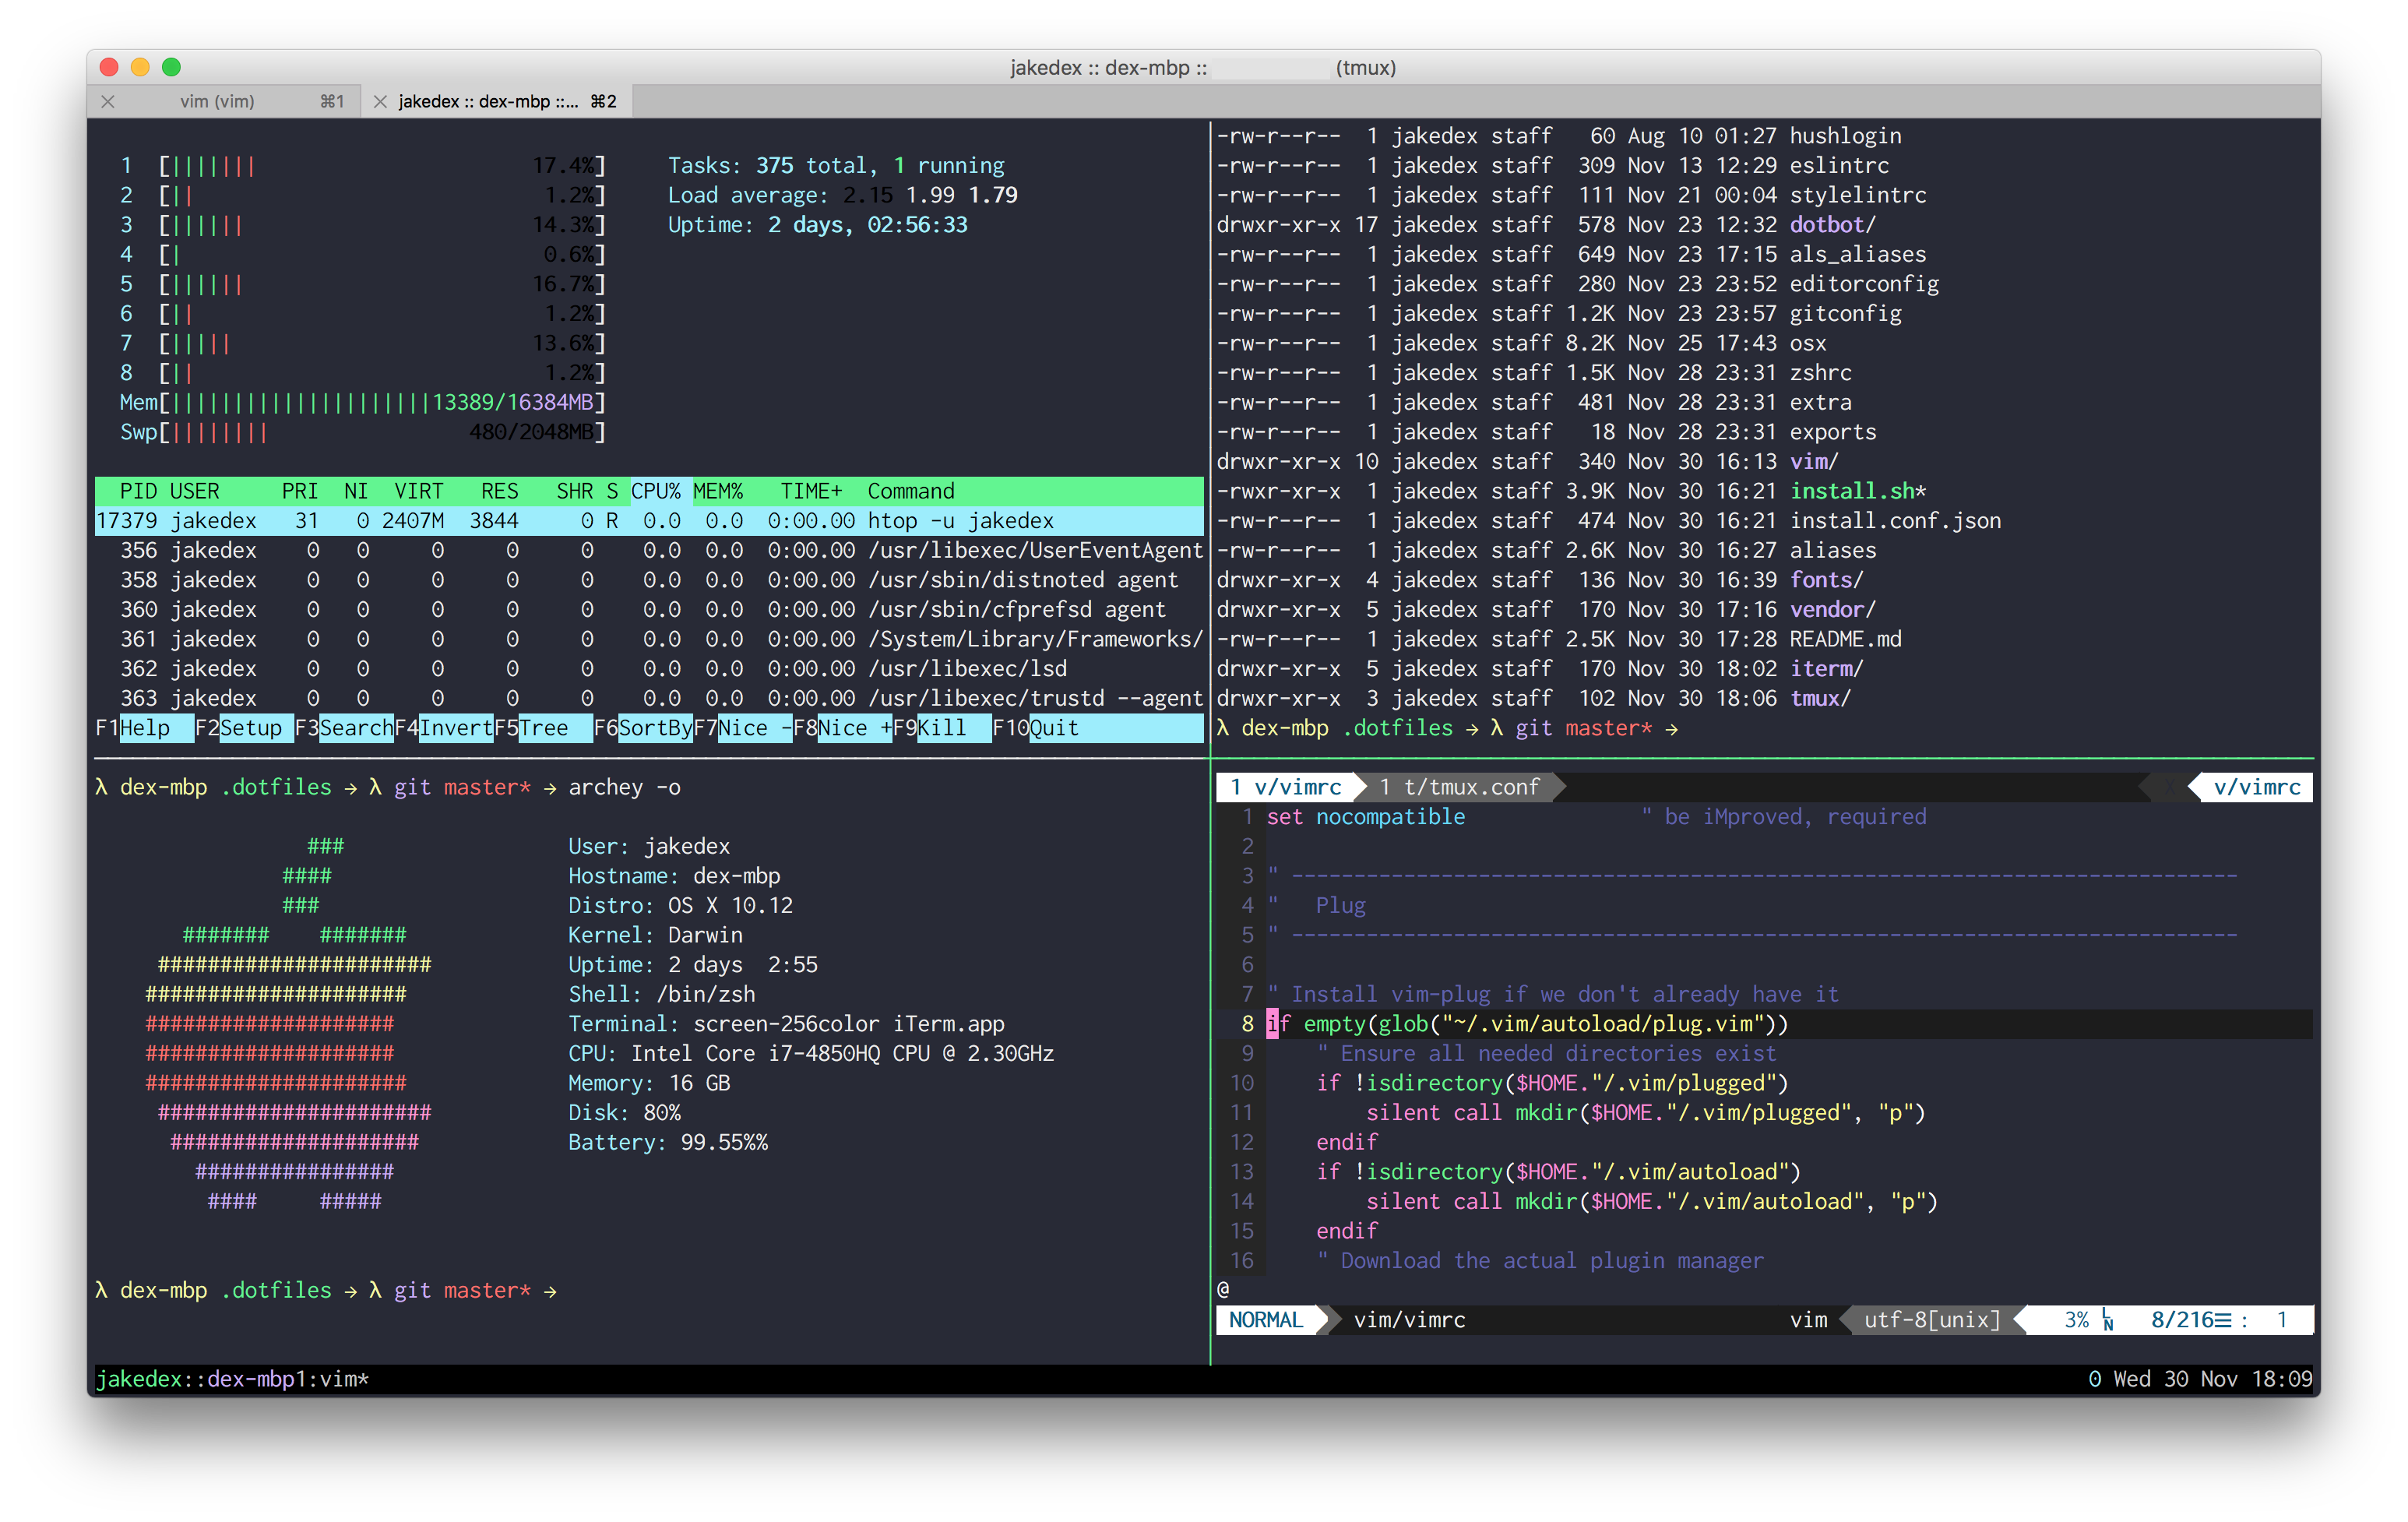 jakedex :: dex-mbp :: (tmux)
vim (vim) ⌘1 jakedex :: dex-mbp ::... ⌘2
1 [||||||| 17.4%]
2 [|| 1.2%]
3 [|||||| 14.3%]
4 [| 0.6%]
5 [|||||| 16.7%]
6 [|| 1.2%]
7 [||||| 13.6%]
8 [|| 1.2%]
Mem[|||||||||||||||||||||13389/16384MB]
Swp[|||||||| 480/2048MB]
Tasks: 375 total, 1 running
Load average: 2.15 1.99 1.79
Uptime: 2 days, 02:56:33
PID USER PRI NI VIRT RES SHR S CPU% MEM% TIME+ Command
17379 jakedex 31 0 2407M 3844 0 R 0.0 0.0 0:00.00 htop -u jakedex
356 jakedex 0 0 0 0 0 0.0 0.0 0:00.00 /usr/libexec/UserEventAgent
358 jakedex 0 0 0 0 0 0.0 0.0 0:00.00 /usr/sbin/distnoted agent
360 jakedex 0 0 0 0 0 0.0 0.0 0:00.00 /usr/sbin/cfprefsd agent
361 jakedex 0 0 0 0 0 0.0 0.0 0:00.00 /System/Library/Frameworks/
362 jakedex 0 0 0 0 0 0.0 0.0 0:00.00 /usr/libexec/lsd
363 jakedex 0 0 0 0 0 0.0 0.0 0:00.00 /usr/libexec/trustd --agent
F1Help F2Setup F3SearchF4InvertF5Tree F6SortByF7Nice -F8Nice +F9Kill F10Quit
-rw-r--r-- 1 jakedex staff 60 Aug 10 01:27 hushlogin
-rw-r--r-- 1 jakedex staff 309 Nov 13 12:29 eslintrc
-rw-r--r-- 1 jakedex staff 111 Nov 21 00:04 stylelintrc
drwxr-xr-x 17 jakedex staff 578 Nov 23 12:32 dotbot/
-rw-r--r-- 1 jakedex staff 649 Nov 23 17:15 als_aliases
-rw-r--r-- 1 jakedex staff 280 Nov 23 23:52 editorconfig
-rw-r--r-- 1 jakedex staff 1.2K Nov 23 23:57 gitconfig
-rw-r--r-- 1 jakedex staff 8.2K Nov 25 17:43 osx
-rw-r--r-- 1 jakedex staff 1.5K Nov 28 23:31 zshrc
-rw-r--r-- 1 jakedex staff 481 Nov 28 23:31 extra
-rw-r--r-- 1 jakedex staff 18 Nov 28 23:31 exports
drwxr-xr-x 10 jakedex staff 340 Nov 30 16:13 vim/
-rwxr-xr-x 1 jakedex staff 3.9K Nov 30 16:21 install.sh*
-rw-r--r-- 1 jakedex staff 474 Nov 30 16:21 install.conf.json
-rw-r--r-- 1 jakedex staff 2.6K Nov 30 16:27 aliases
drwxr-xr-x 4 jakedex staff 136 Nov 30 16:39 fonts/
drwxr-xr-x 5 jakedex staff 170 Nov 30 17:16 vendor/
-rw-r--r-- 1 jakedex staff 2.5K Nov 30 17:28 README.md
drwxr-xr-x 5 jakedex staff 170 Nov 30 18:02 iterm/
drwxr-xr-x 3 jakedex staff 102 Nov 30 18:06 tmux/
λ dex-mbp .dotfiles → λ git master* →
λ dex-mbp .dotfiles → λ git master* → archey -o
###
####
###
####### #######
######################
#####################
####################
####################
#####################
######################
####################
################
#### #####
User: jakedex
Hostname: dex-mbp
Distro: OS X 10.12
Kernel: Darwin
Uptime: 2 days 2:55
Shell: /bin/zsh
Terminal: screen-256color iTerm.app
CPU: Intel Core i7-4850HQ CPU @ 2.30GHz
Memory: 16 GB
Disk: 80%
Battery: 99.55%%
λ dex-mbp .dotfiles → λ git master* →
1 v/vimrc 1 t/tmux.conf v/vimrc
1 set nocompatible " be iMproved, required
2
3 " ----------------------------------------------------------------------------
4 " Plug
5 " ----------------------------------------------------------------------------
6
7 " Install vim-plug if we don't already have it
8 if empty(glob("~/.vim/autoload/plug.vim"))
9 " Ensure all needed directories exist
10 if !isdirectory($HOME."/.vim/plugged")
11 silent call mkdir($HOME."/.vim/plugged", "p")
12 endif
13 if !isdirectory($HOME."/.vim/autoload")
14 silent call mkdir($HOME."/.vim/autoload", "p")
15 endif
16 " Download the actual plugin manager
@
NORMAL vim/vimrc vim utf-8[unix] 3% LN 8/216☰ : 1
jakedex::dex-mbp1:vim* 0 Wed 30 Nov 18:09